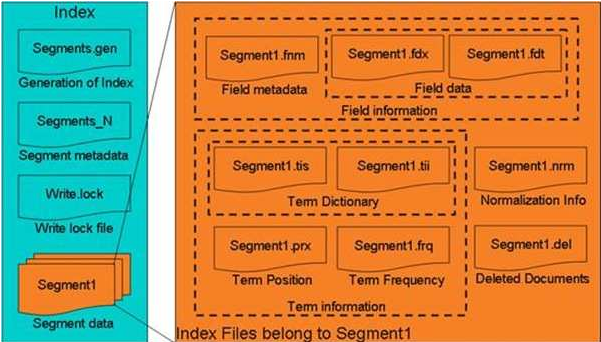 Index
Segments.gen
Generation of Index
Segments_N
Segment metadata
Write.lock
Write lock file
Segment1
Segment data
Segment1.fnm
Field metadata
Segment1.fdx
Segment1.fdt
Field data
Field information
Segment1.tis
Segment1.tii
Term Dictionary
Segment1.prx
Term Position
Segment1.frq
Term Frequency
Term information
Segment1.nrm
Normalization Info
Segment1.del
Deleted Documents
Index Files belong to Segment1